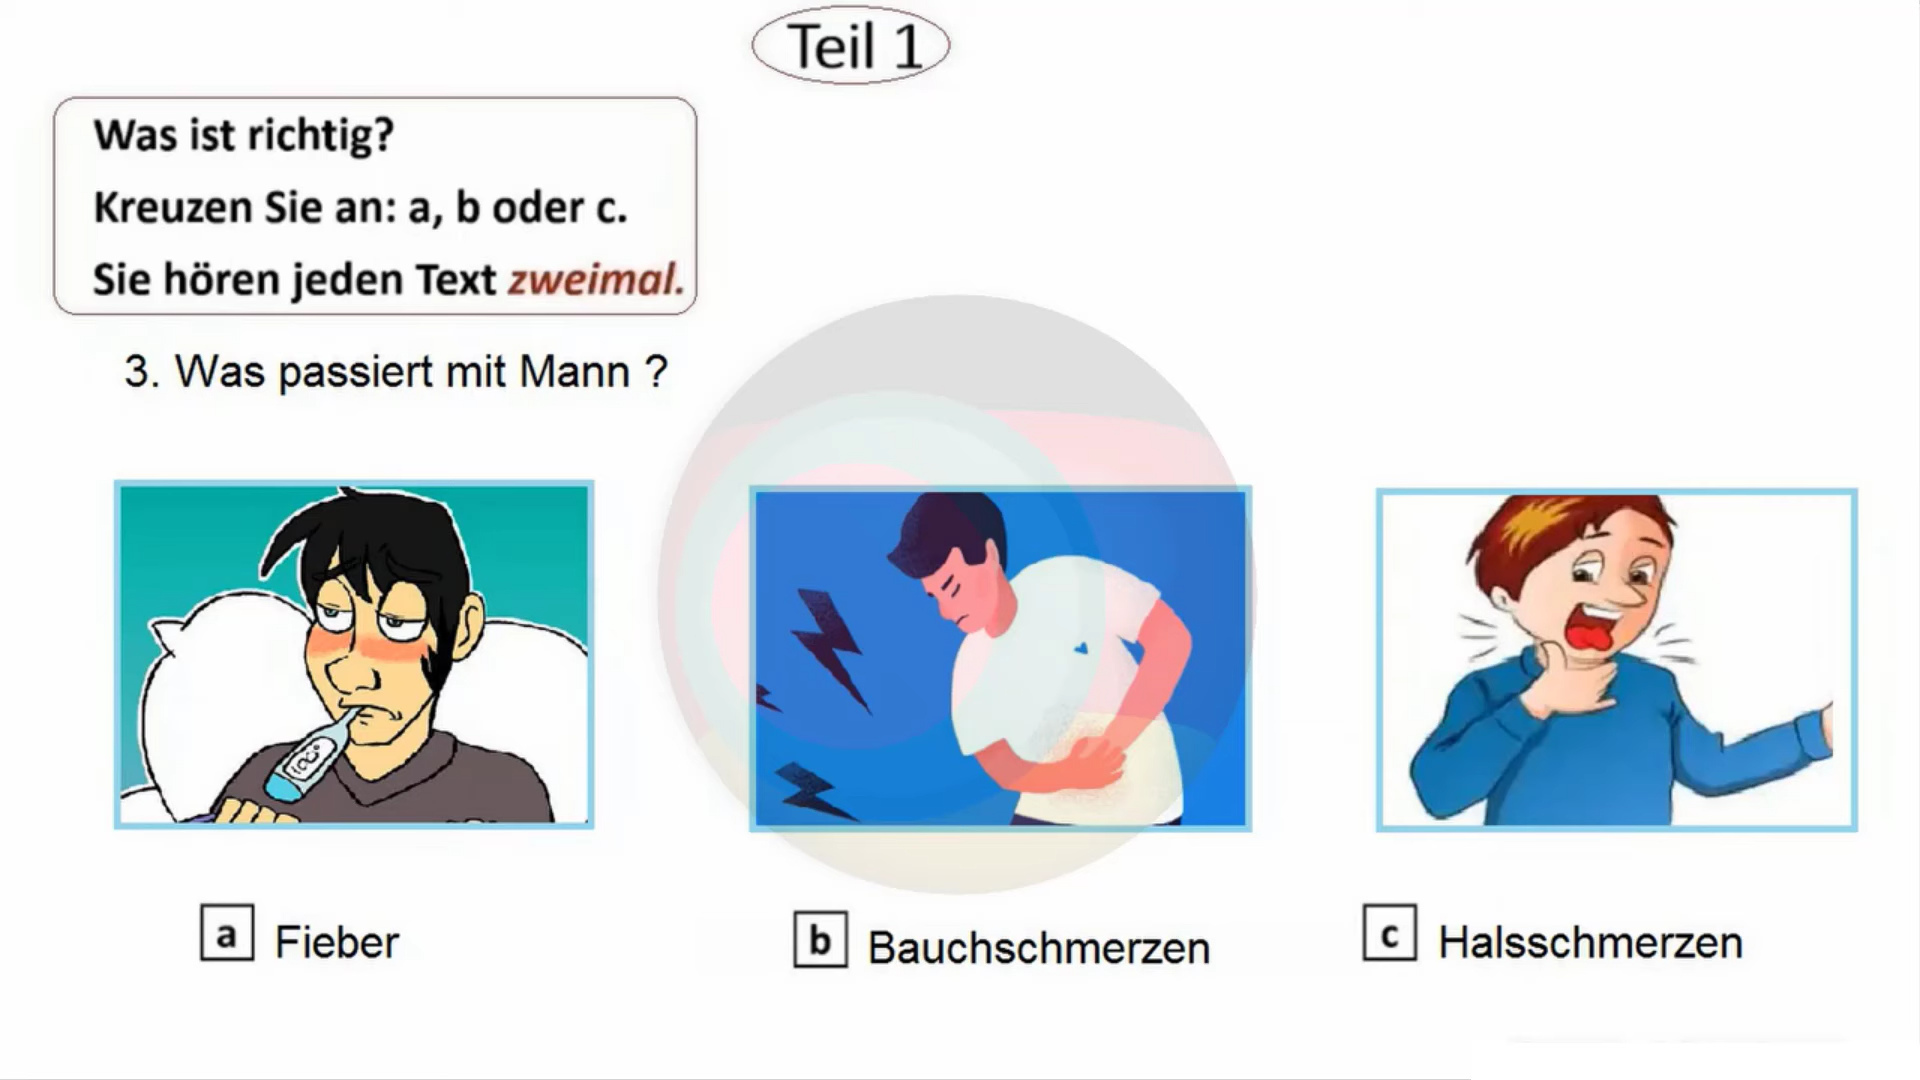 Teil 1
Was ist richtig?
Kreuzen Sie an: a, b oder c.
Sie hören jeden Text zweimal.
3. Was passiert mit Mann ?
a Fieber
b Bauchschmerzen
c Halsschmerzen